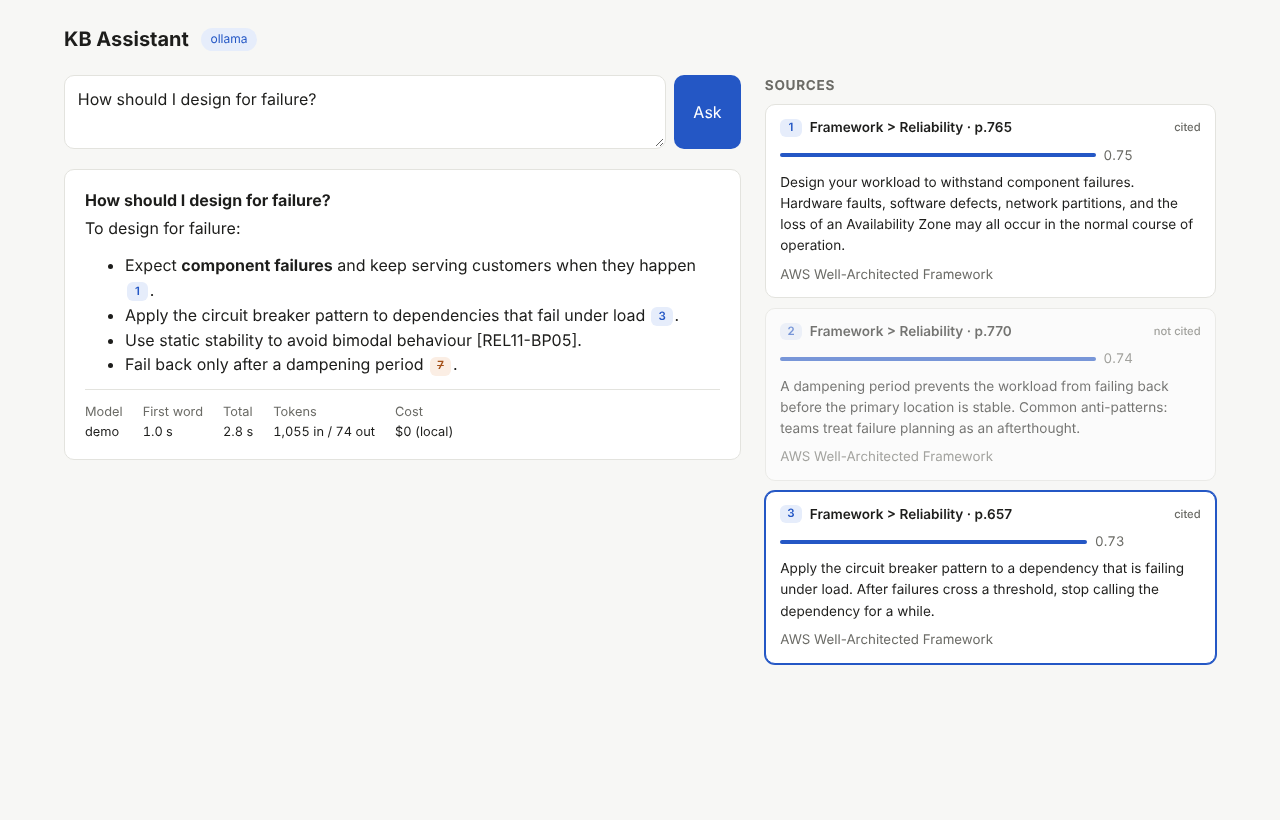 KB Assistant ollama
How should I design for failure?
Ask
How should I design for failure?
To design for failure:
• Expect component failures and keep serving customers when they happen
1 .
• Apply the circuit breaker pattern to dependencies that fail under load 3 .
• Use static stability to avoid bimodal behaviour [REL11-BP05].
• Fail back only after a dampening period 7 .
Model First word Total Tokens Cost
demo 1.0 s 2.8 s 1,055 in / 74 out $0 (local)
SOURCES
1 Framework > Reliability · p.765 cited
0.75
Design your workload to withstand component failures.
Hardware faults, software defects, network partitions, and the
loss of an Availability Zone may all occur in the normal course of
operation.
AWS Well-Architected Framework
2 Framework > Reliability · p.770 not cited
0.74
A dampening period prevents the workload from failing back
before the primary location is stable. Common anti-patterns:
teams treat failure planning as an afterthought.
AWS Well-Architected Framework
3 Framework > Reliability · p.657 cited
0.73
Apply the circuit breaker pattern to a dependency that is failing
under load. After failures cross a threshold, stop calling the
dependency for a while.
AWS Well-Architected Framework